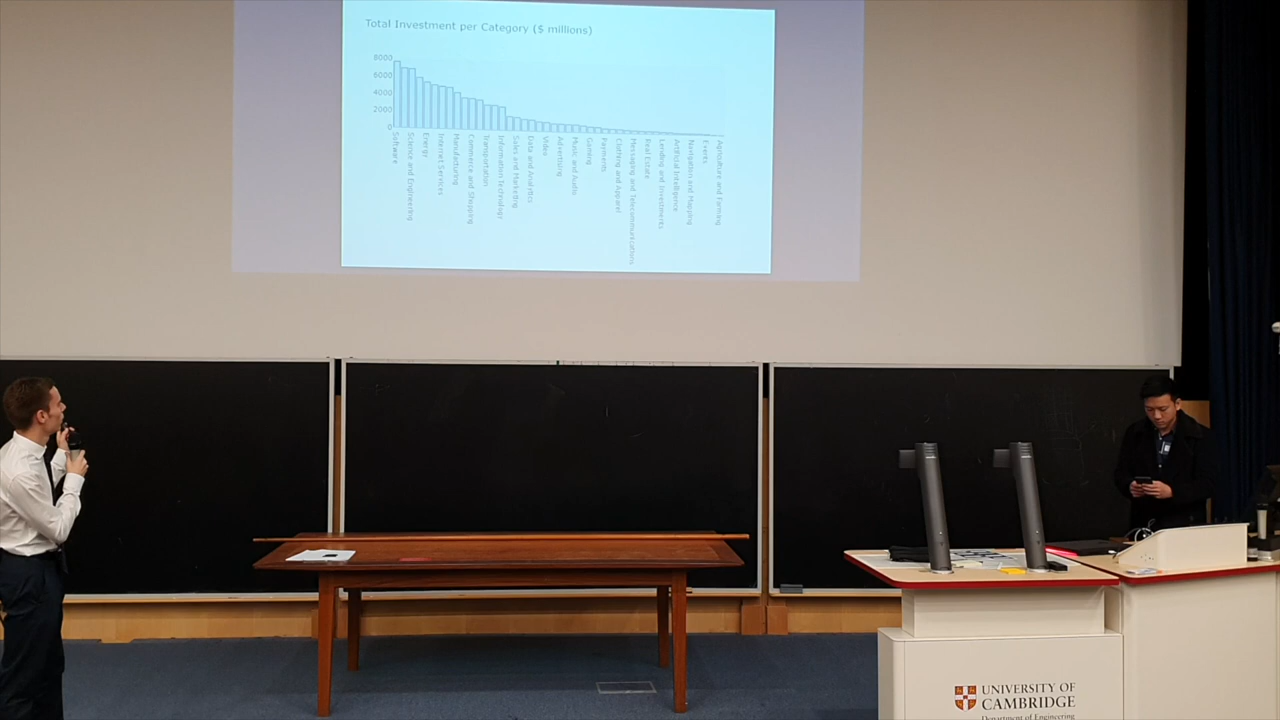 Total Investment per Category ($ millions)
8000
6000
4000
2000
0
Software
Science and Engineering
Energy
Internet Services
Manufacturing
Commerce and Shopping
Transportation
Information Technology
Sales and Marketing
Data and Analytics
Video
Advertising
Music and Audio
Gaming
Payments
Clothing and Apparel
Messaging and Telecommunications
Real Estate
Lending and Investments
Artificial Intelligence
Navigation and Mapping
Events
Agriculture and Farming
UNIVERSITY OF
CAMBRIDGE
Department of Engineering